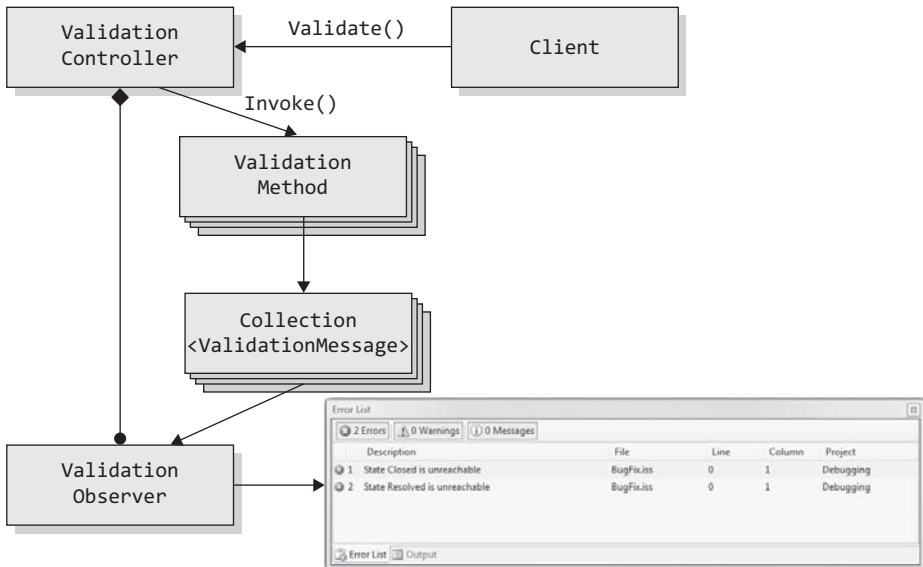 Validation
Controller
Validate()
Client
Invoke()
Validation
Method
Collection
<ValidationMessage>
Validation
Observer
Error List
2 Errors 0 Warnings 0 Messages
Description File Line Column Project
1 State Closed is unreachable BugFix.iss 0 1 Debugging
2 State Resolved is unreachable BugFix.iss 0 1 Debugging
Error List Output